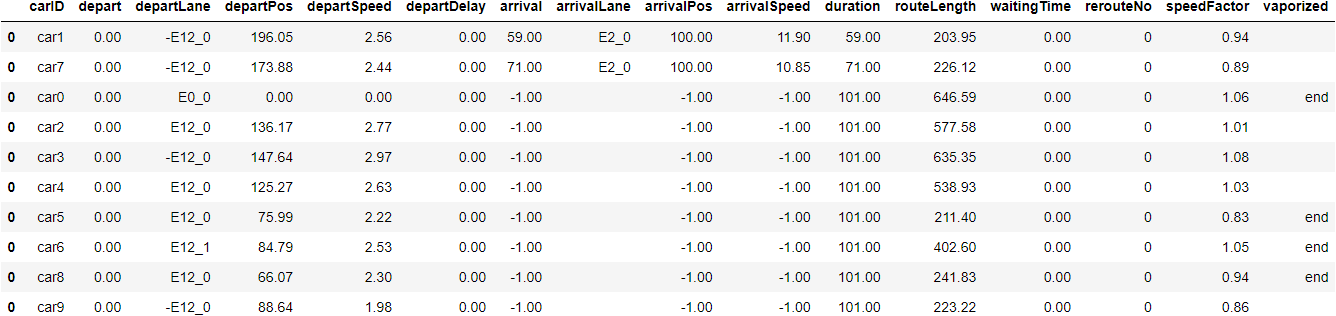 carID depart departLane departPos departSpeed departDelay arrival arrivalLane arrivalPos arrivalSpeed duration routeLength waitingTime rerouteNo speedFactor vaporized
0 car1 0.00 -E12_0 196.05 2.56 0.00 59.00 E2_0 100.00 11.90 59.00 203.95 0.00 0 0.94
0 car7 0.00 -E12_0 173.88 2.44 0.00 71.00 E2_0 100.00 10.85 71.00 226.12 0.00 0 0.89
0 car0 0.00 E0_0 0.00 0.00 0.00 -1.00 -1.00 -1.00 101.00 646.59 0.00 0 1.06 end
0 car2 0.00 E12_0 136.17 2.77 0.00 -1.00 -1.00 -1.00 101.00 577.58 0.00 0 1.01
0 car3 0.00 -E12_0 147.64 2.97 0.00 -1.00 -1.00 -1.00 101.00 635.35 0.00 0 1.08
0 car4 0.00 E12_0 125.27 2.63 0.00 -1.00 -1.00 -1.00 101.00 538.93 0.00 0 1.03
0 car5 0.00 E12_0 75.99 2.22 0.00 -1.00 -1.00 -1.00 101.00 211.40 0.00 0 0.83 end
0 car6 0.00 E12_1 84.79 2.53 0.00 -1.00 -1.00 -1.00 101.00 402.60 0.00 0 1.05 end
0 car8 0.00 E12_0 66.07 2.30 0.00 -1.00 -1.00 -1.00 101.00 241.83 0.00 0 0.94 end
0 car9 0.00 -E12_0 88.64 1.98 0.00 -1.00 -1.00 -1.00 101.00 223.22 0.00 0 0.86